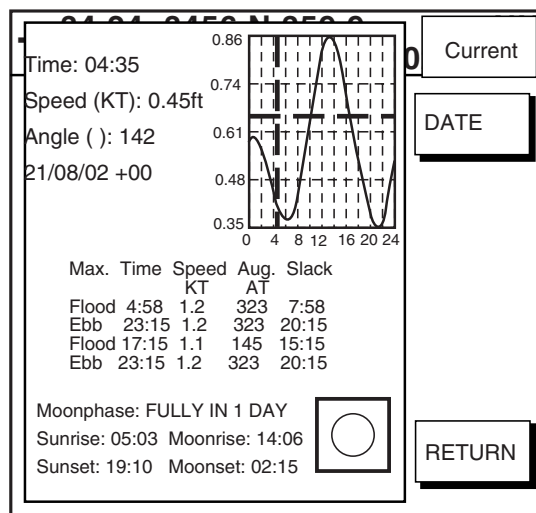 Current
0.86
Time: 04:35
0.74
Speed (KT): 0.45ft
DATE
0.61
Angle ( ): 142
21/08/02 +00
0.48
0.35
0 4 8 12 16 20 24
Max. Time Speed Aug. Slack
KT AT
Flood 4:58 1.2 323 7:58
Ebb 23:15 1.2 323 20:15
Flood 17:15 1.1 145 15:15
Ebb 23:15 1.2 323 20:15
Moonphase: FULLY IN 1 DAY
Sunrise: 05:03 Moonrise: 14:06
Sunset: 19:10 Moonset: 02:15
RETURN